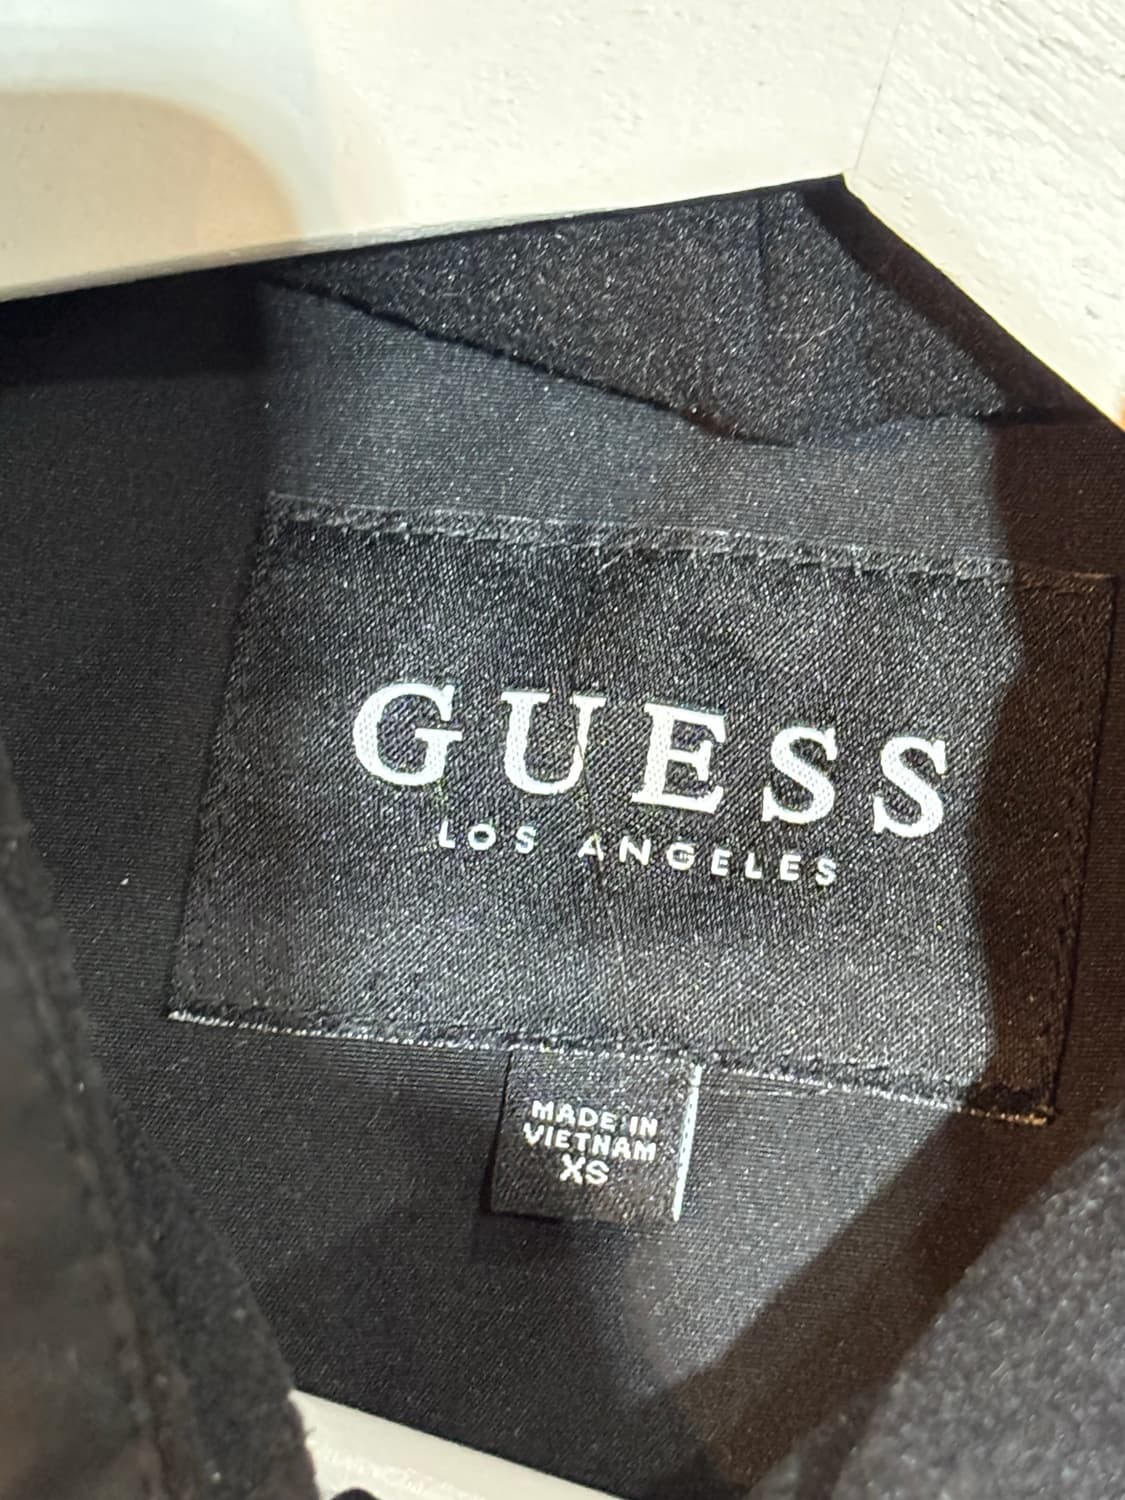 GUESS
LOS ANGELES
MADE IN
VIETNAM
XS